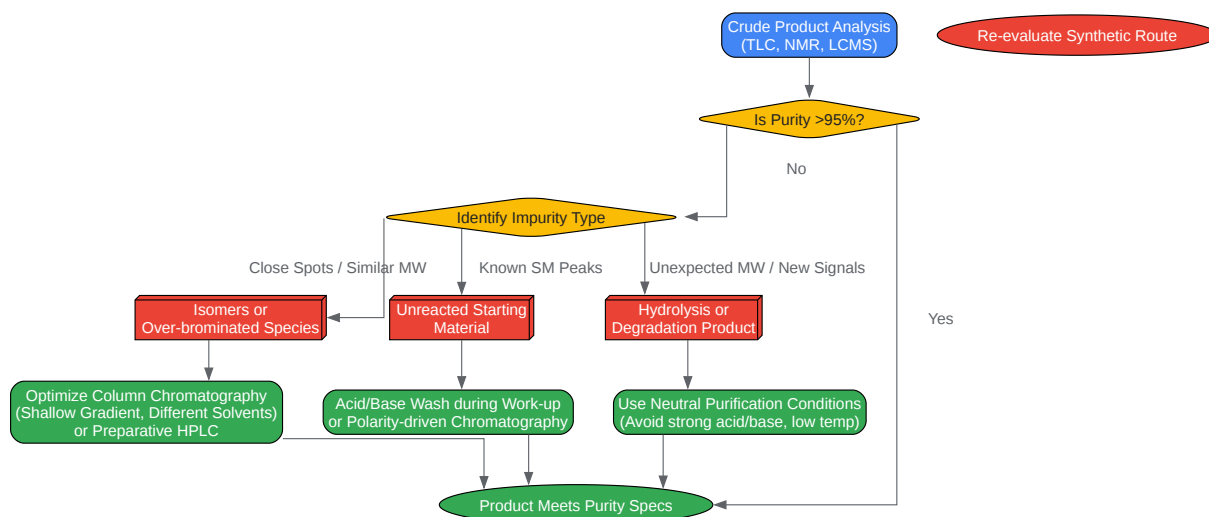 Crude Product Analysis
(TLC, NMR, LCMS)
Re-evaluate Synthetic Route
Is Purity >95%?
No
Identify Impurity Type
Close Spots / Similar MW
Known SM Peaks
Unexpected MW / New Signals
Isomers or
Over-brominated Species
Unreacted Starting
Material
Hydrolysis or
Degradation Product
Yes
Optimize Column Chromatography
(Shallow Gradient, Different Solvents)
or Preparative HPLC
Acid/Base Wash during Work-up
or Polarity-driven Chromatography
Use Neutral Purification Conditions
(Avoid strong acid/base, low temp)
Product Meets Purity Specs